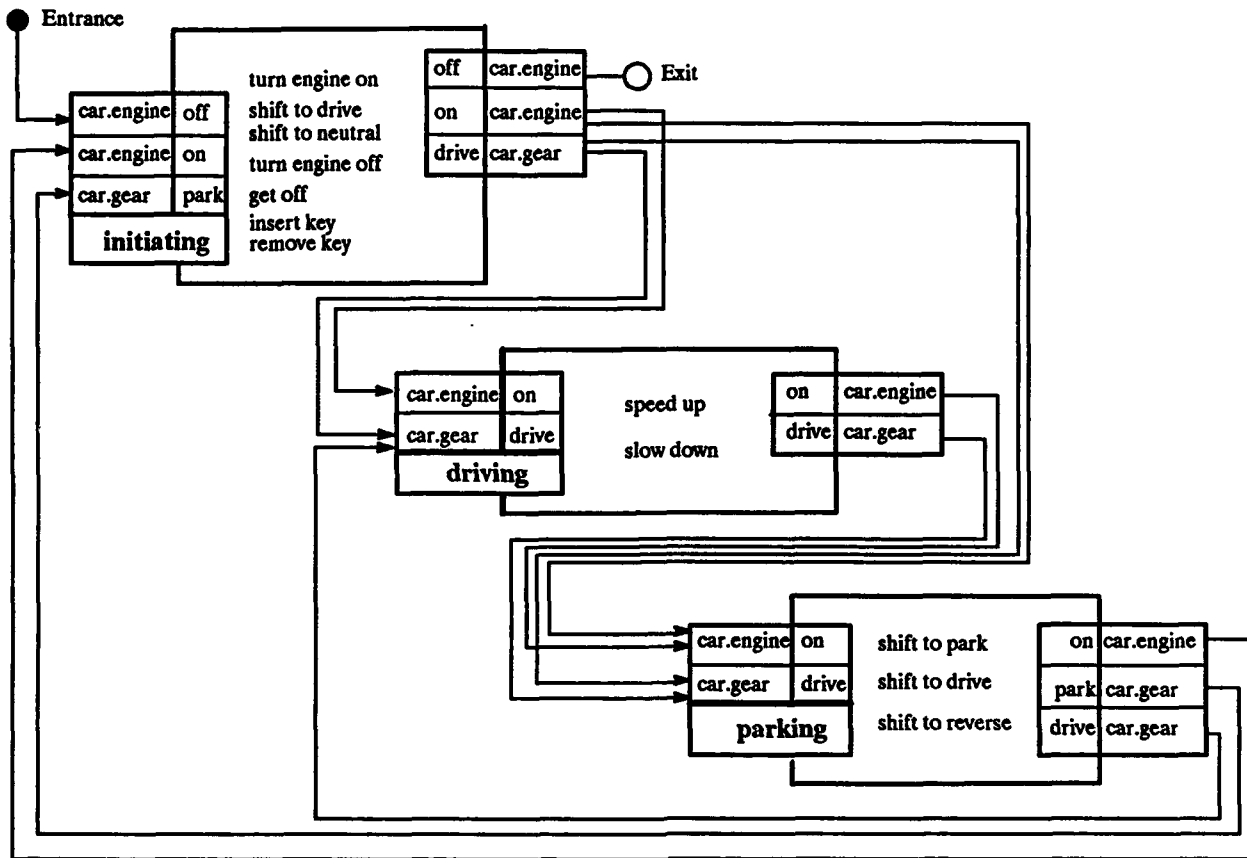 Entrance
turn engine on
shift to drive
shift to neutral
turn engine off
get off
insert key
remove key
car.engine off
car.engine on
car.gear park
initiating
off car.engine
on car.engine
drive car.gear
Exit
car.engine on
car.gear drive
driving
speed up
slow down
on car.engine
drive car.gear
car.engine on
car.gear drive
parking
shift to park
shift to drive
shift to reverse
on car.engine
park car.gear
drive car.gear